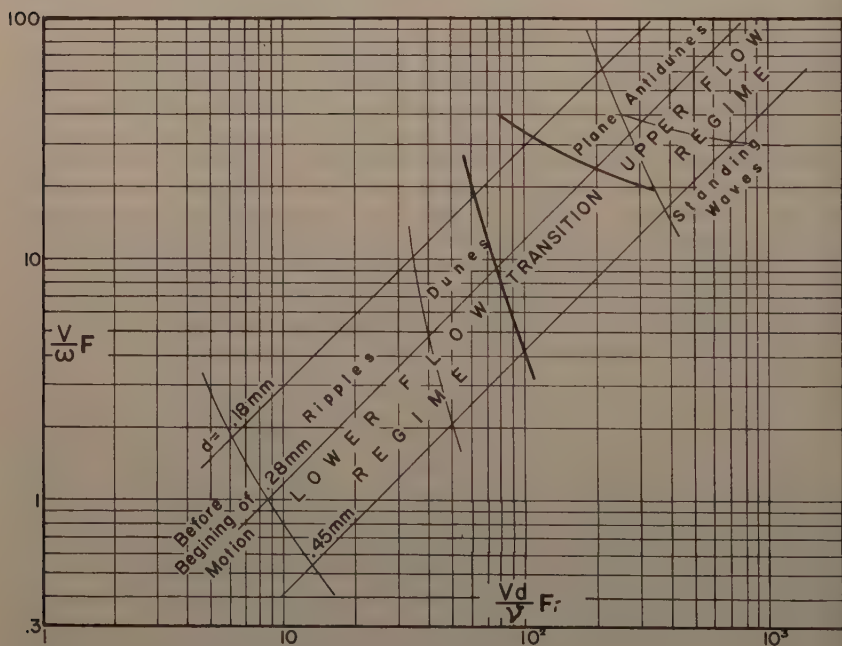 100
10
1
.3
V/ω F
1
10
10²
10³
Vd/ν Fr
d= .18mm
.28mm
.45mm
Before
Begining of
Motion
Ripples
Dunes
LOWER FLOW
REGIME
TRANSITION
Plane Antidunes
UPPER FLOW
REGIME
Standing
Waves